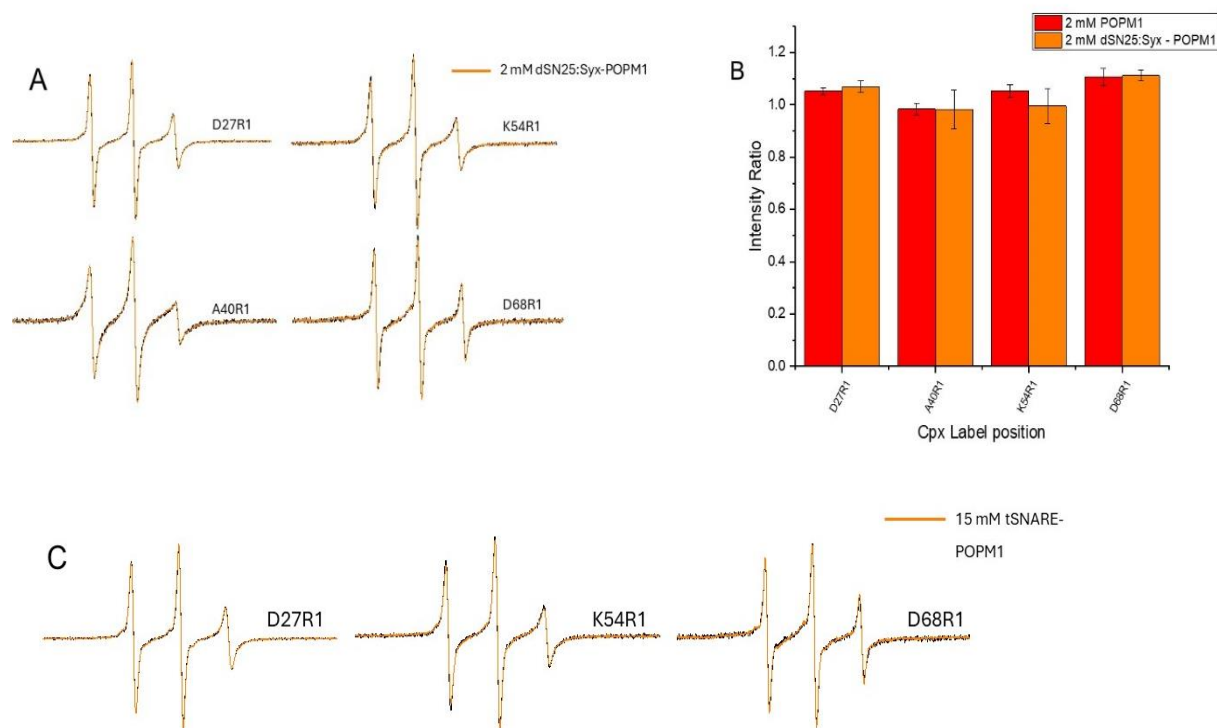 A
2 mM dSN25:Syx-POPM1
D27R1
K54R1
A40R1
D68R1
B
2 mM POPM1
2 mM dSN25:Syx - POPM1
1.2
1.0
0.8
0.6
0.4
0.2
0.0
Intensity Ratio
D27R1
A40R1
K54R1
D68R1
Cpx Label position
C
15 mM tSNARE-
POPM1
D27R1
K54R1
D68R1